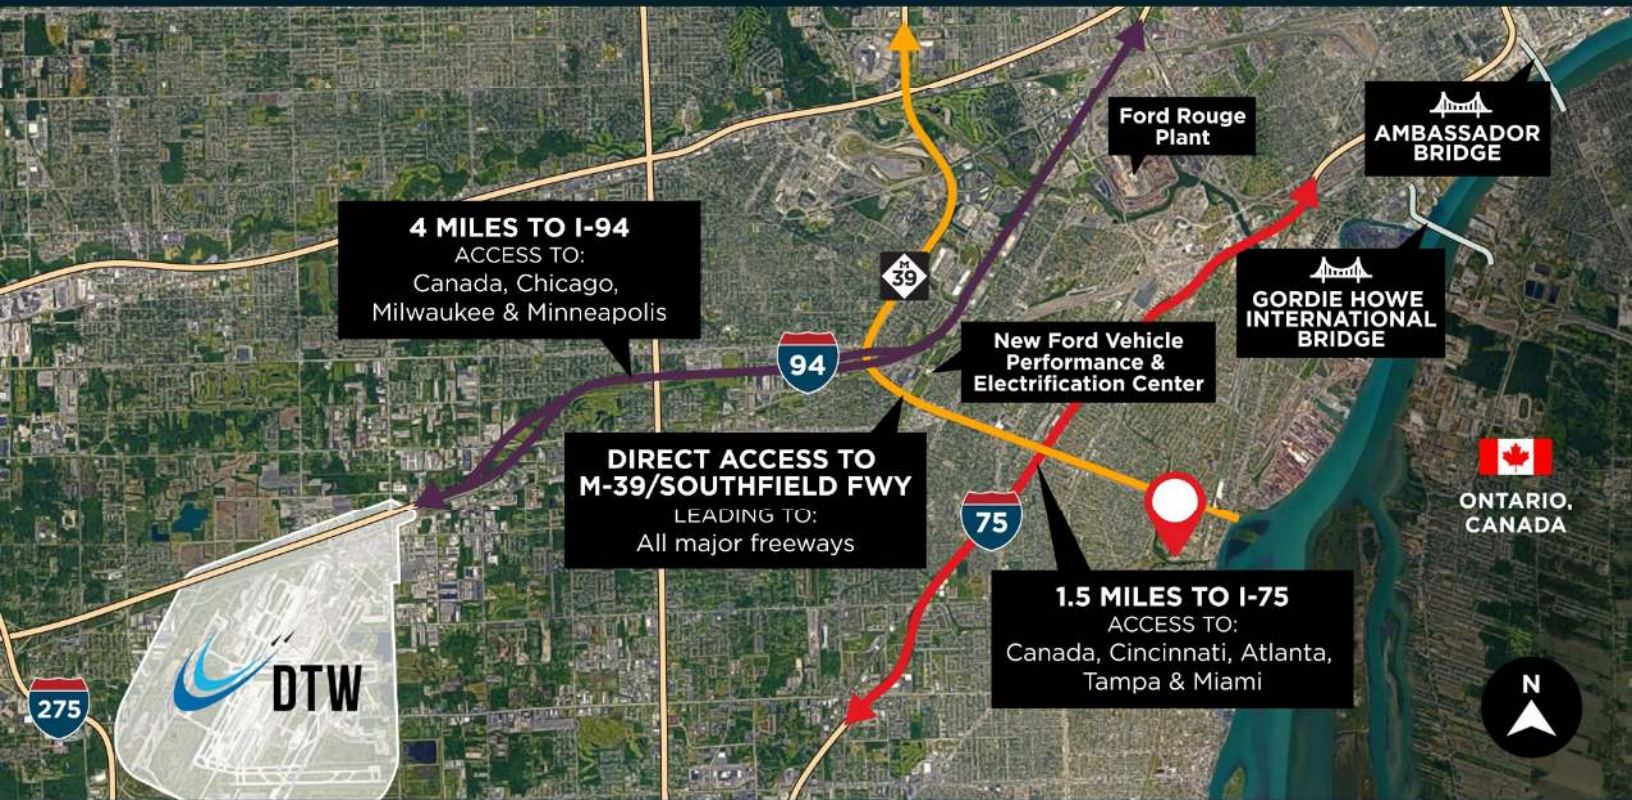 Ford Rouge
Plant
AMBASSADOR
BRIDGE
4 MILES TO I-94
ACCESS TO:
Canada, Chicago,
Milwaukee & Minneapolis
M
39
GORDIE HOWE
INTERNATIONAL
BRIDGE
94
New Ford Vehicle
Performance &
Electrification Center
DIRECT ACCESS TO
M-39/SOUTHFIELD FWY
LEADING TO:
All major freeways
75
ONTARIO,
CANADA
1.5 MILES TO I-75
ACCESS TO:
Canada, Cincinnati, Atlanta,
Tampa & Miami
DTW
275
N